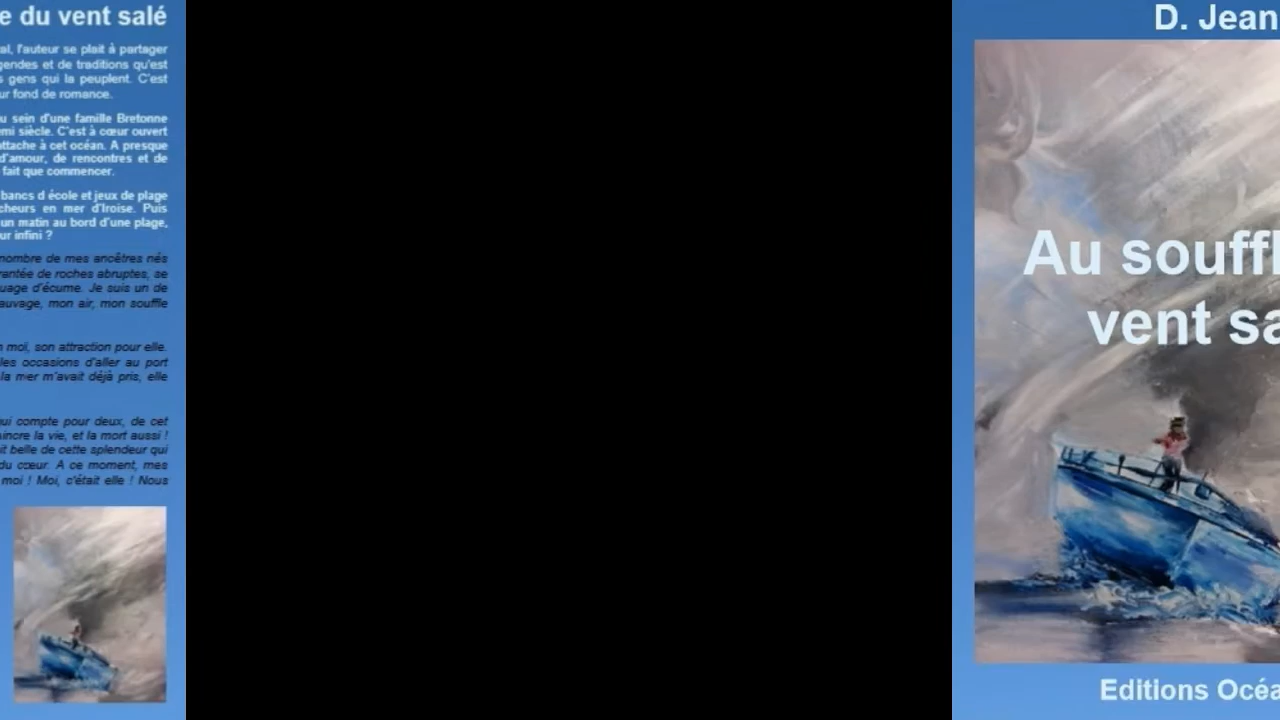 e du vent salé
al, l'auteur se plait à partager
gendes et de traditions qu'est
s gens qui la peuplent. C'est
ur fond de romance.
u sein d'une famille Bretonne
emi siècle. C'est à cœur ouvert
attache à cet océan. A presque
d'amour, de rencontres et de
fait que commencer.
bancs d école et jeux de plage
cheurs en mer d'Iroise. Puis
un matin au bord d'une plage,
ur infini ?
nombre de mes ancêtres nés
rantée de roches abruptes, se
uage d'écume. Je suis un de
auvage, mon air, mon souffle
n moi, son attraction pour elle.
les occasions d'aller au port
la mer m'avait déjà pris, elle
qui compte pour deux, de cet
aincre la vie, et la mort aussi !
it belle de cette splendeur qui
du cœur. A ce moment, mes
moi ! Moi, c'était elle ! Nous
D. Jean
Au souffl
vent sa
Editions Océa